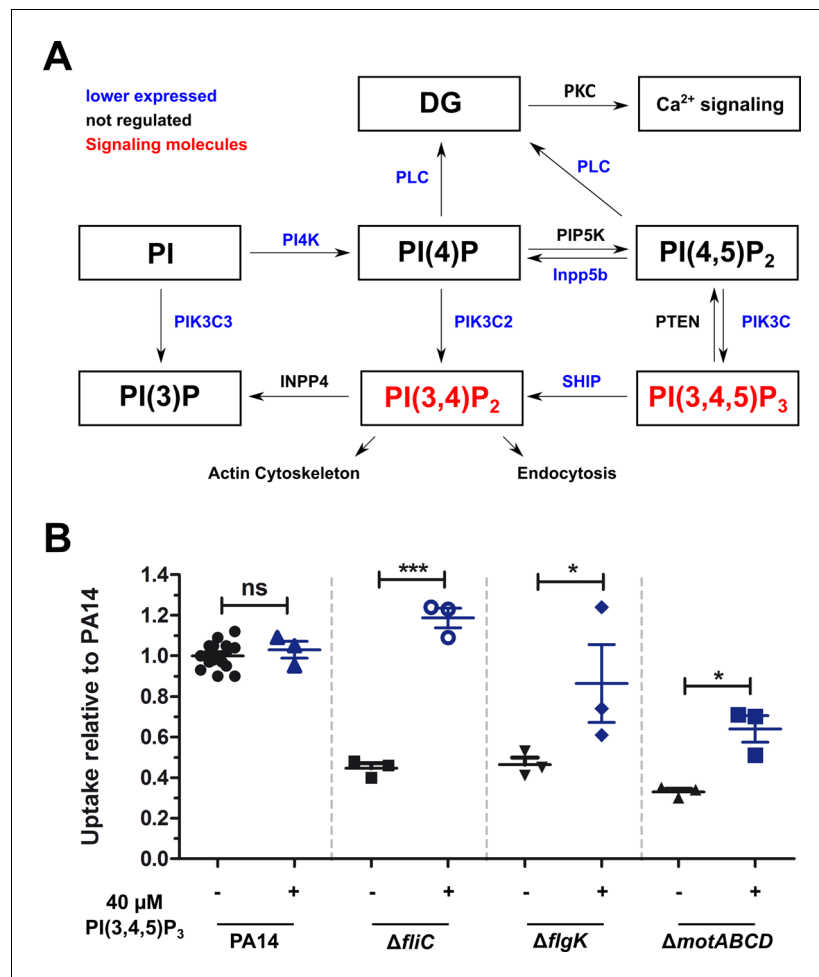 A
lower expressed
not regulated
Signaling molecules
DG
PKC
Ca²⁺ signaling
PLC
PLC
PI
PI4K
PI(4)P
PIP5K
Inpp5b
PI(4,5)P₂
PIK3C3
PIK3C2
PTEN
PIK3C
PI(3)P
INPP4
PI(3,4)P₂
SHIP
PI(3,4,5)P₃
Actin Cytoskeleton
Endocytosis
B
Uptake relative to PA14
1.4
1.2
1.0
0.8
0.6
0.4
0.2
0.0
ns
***
*
*
- + - + - + - +
40 µM
PI(3,4,5)P₃
PA14 ΔfliC ΔflgK ΔmotABCD